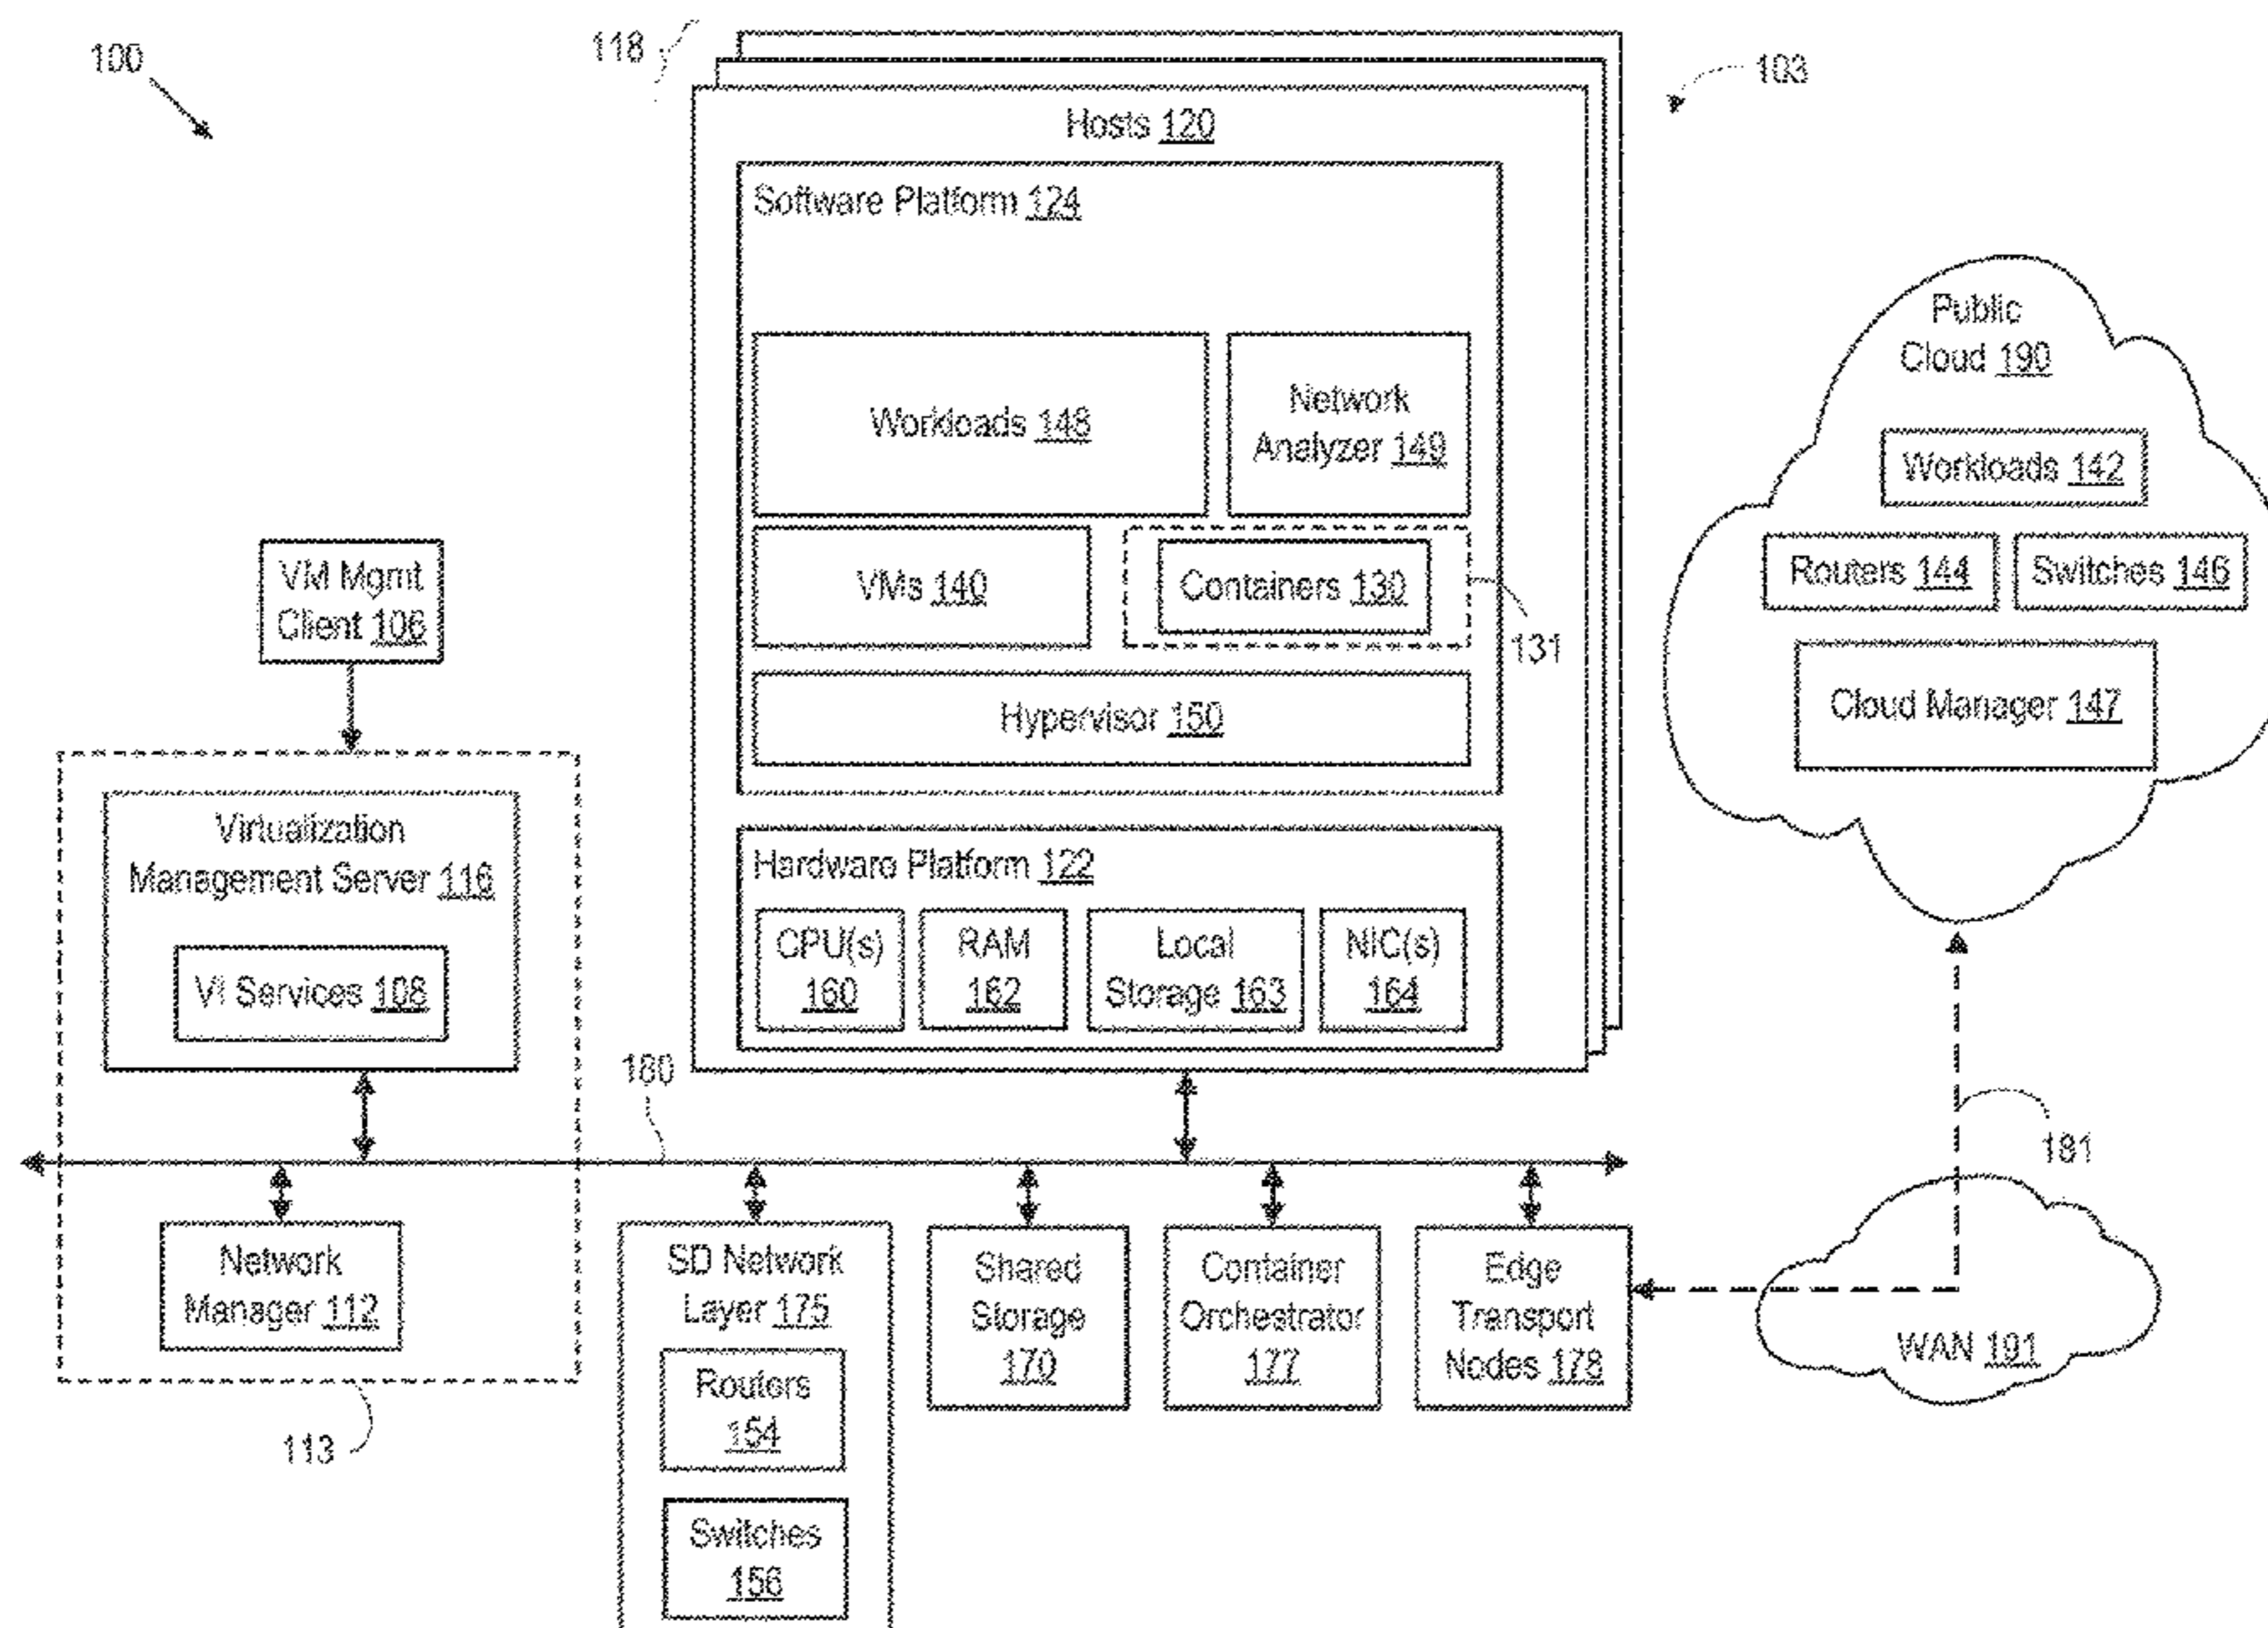 100
118
103
Hosts 120
Software Platform 124
Workloads 148
Network
Analyzer 149
VMs 140
Containers 130
131
Hypervisor 150
Hardware Platform 122
CPU(s)
160
RAM
162
Local
Storage 163
NIC(s)
164
Public
Cloud 190
Workloads 142
Routers 144
Switches 146
Cloud Manager 147
VM Mgmt
Client 106
Virtualization
Management Server 116
VI Services 108
180
181
Network
Manager 112
113
SD Network
Layer 175
Routers
154
Switches
156
Shared
Storage
170
Container
Orchestrator
177
Edge
Transport
Nodes 178
WAN 191